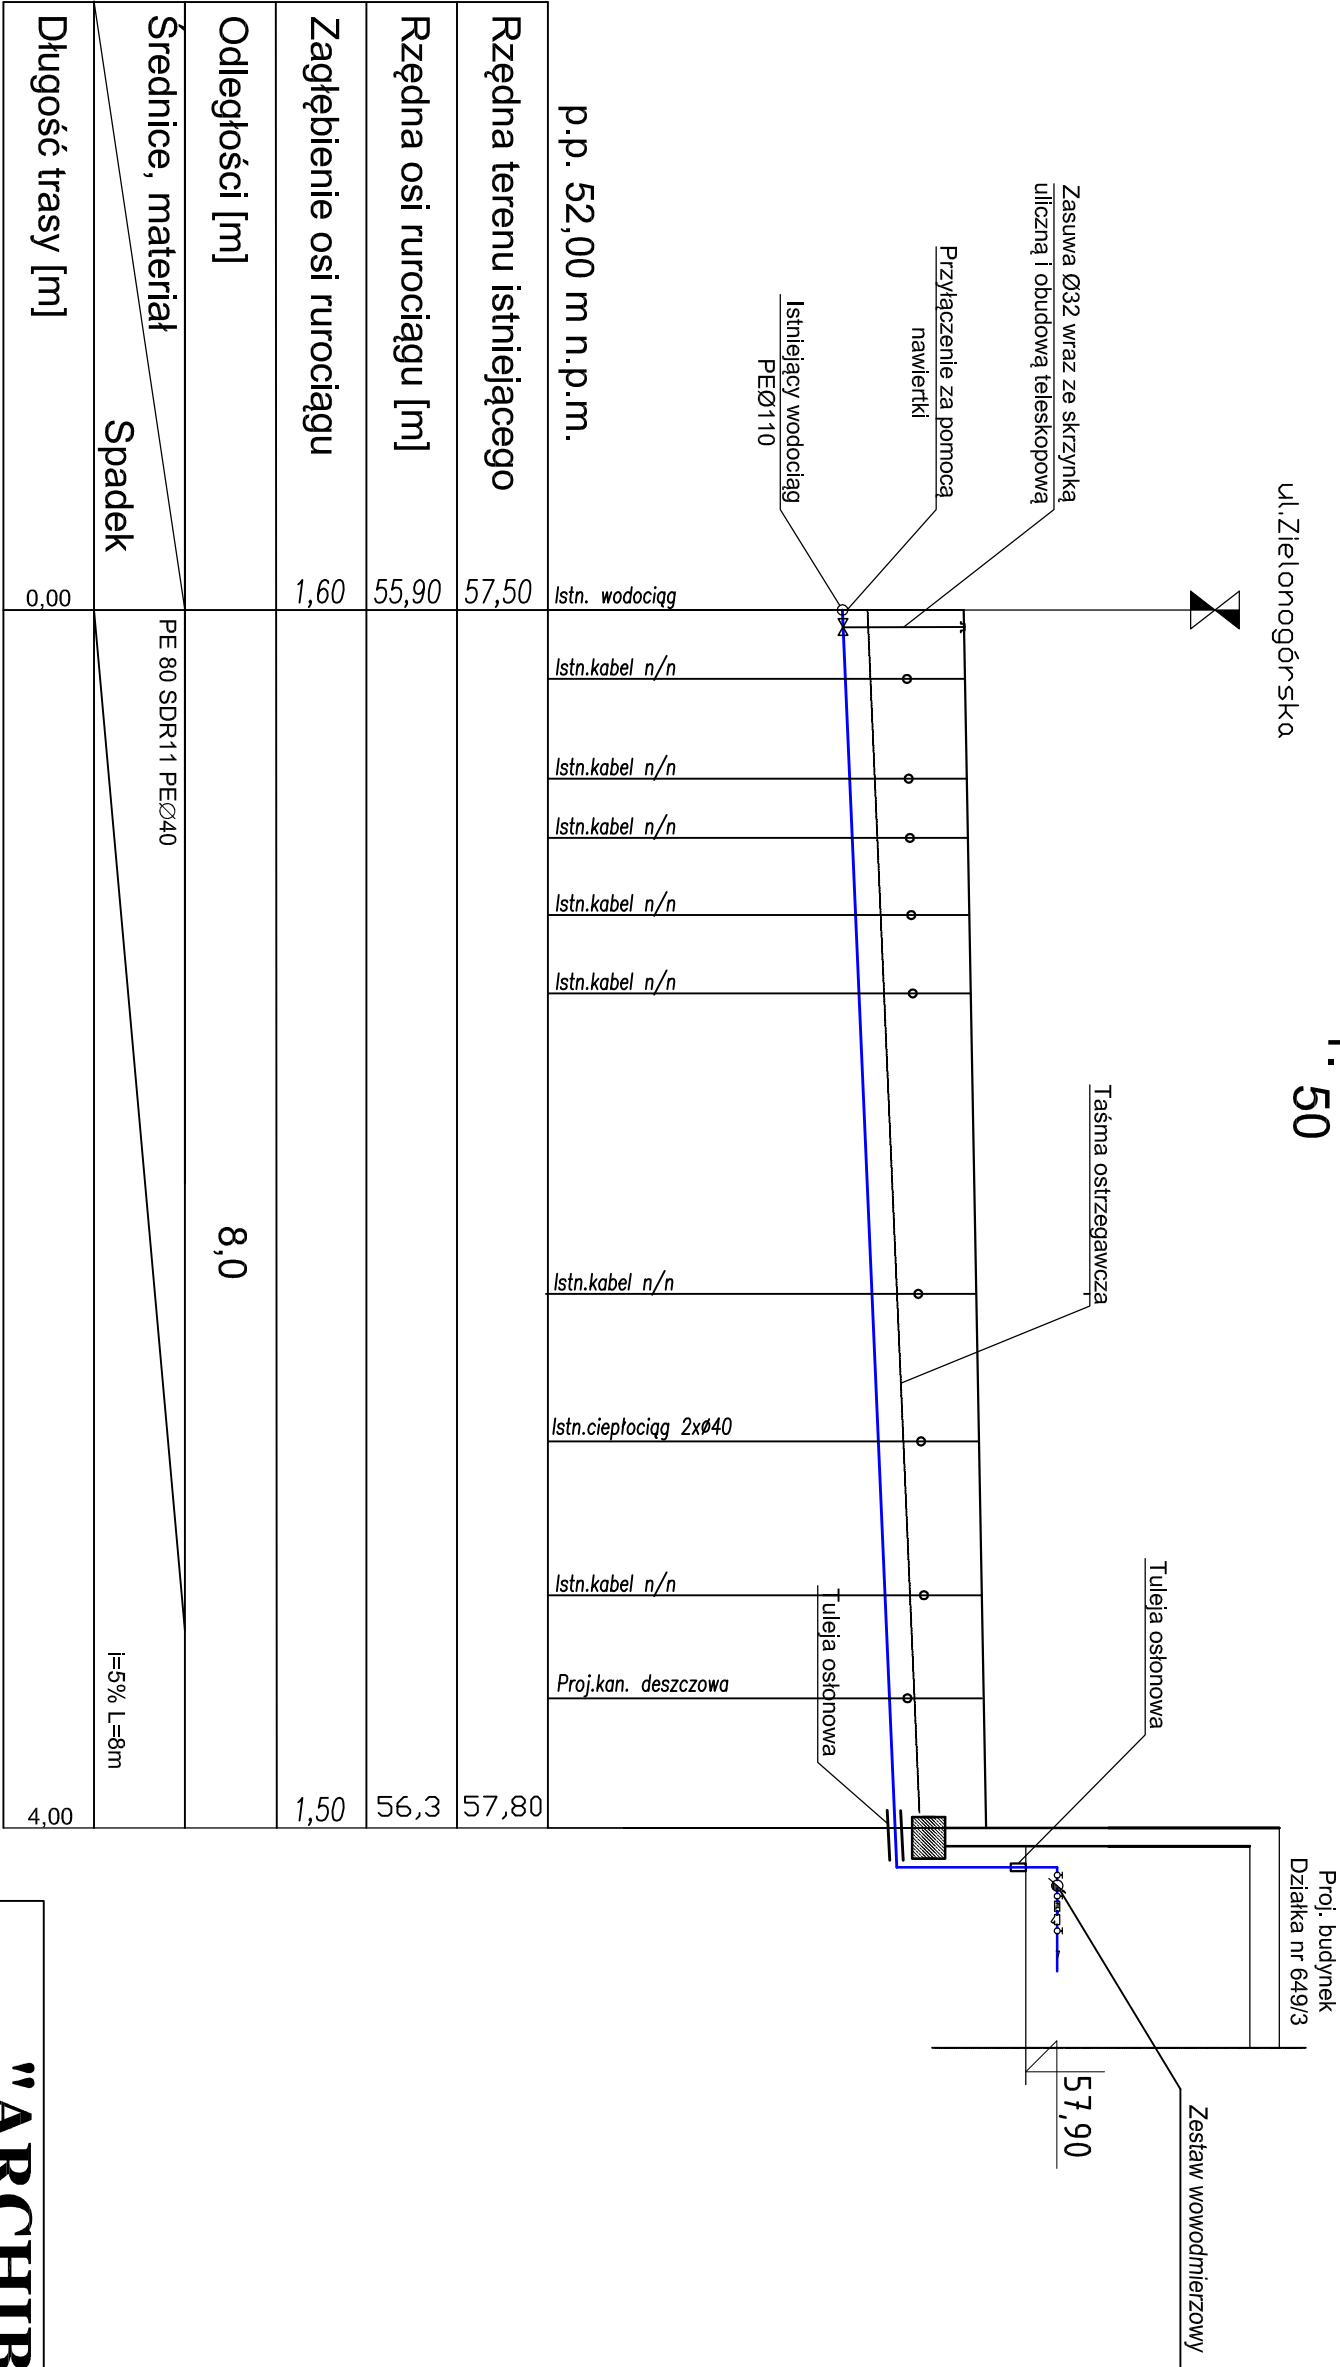 50
ul.Zielonogórska
Proj. budynek
Działka nr 649/3
Zasuwa Ø32 wraz ze skrzynką
uliczną i obudową teleskopową
Taśma ostrzegawcza
Tuleja osłonowa
Zestaw wowodmierzowy
57,90
Przyłączenie za pomocą
nawiertki
Istniejący wodociąg
PEØ110
Tuleja osłonowa
p.p. 52,00 m n.p.m.
Istn. wodociąg
Istn.kabel n/n
Istn.kabel n/n
Istn.kabel n/n
Istn.kabel n/n
Istn.kabel n/n
Istn.kabel n/n
Istn.ciepłociąg 2xø40
Istn.kabel n/n
Proj.kan. deszczowa
Rzędna terenu istniejącego 57,50 57,80
Rzędna osi rurociągu [m] 55,90 56,3
Zagłębienie osi rurociągu 1,60 1,50
Odległości [m] 8,0
Średnice, materiał PE 80 SDR11 PEØ40
Spadek i=5% L=8m
Długość trasy [m] 0,00 4,00
"ARCHIB